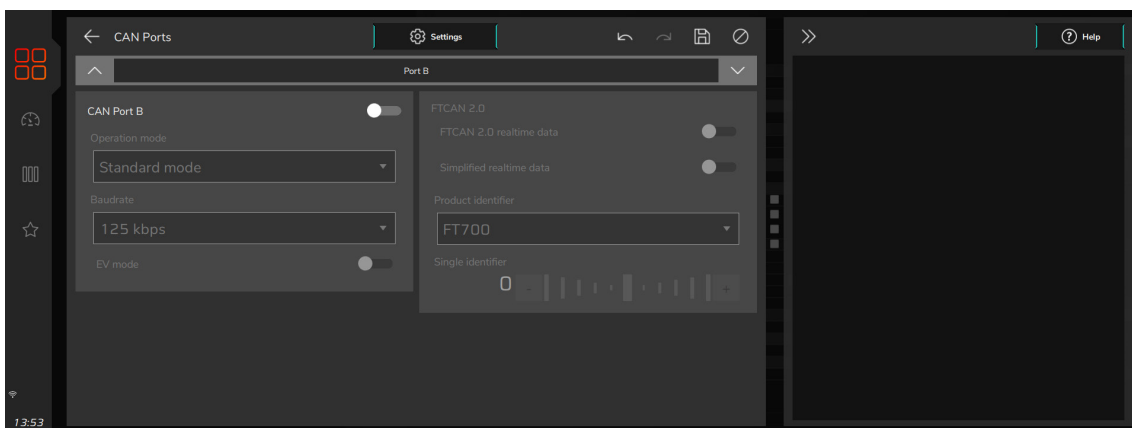 CAN Ports
Settings
Help
Port B
CAN Port B
Operation mode
Standard mode
Baudrate
125 kbps
EV mode
FTCAN 2.0
FTCAN 2.0 realtime data
Simplified realtime data
Product identifier
FT700
Single identifier
0 - +
13:53